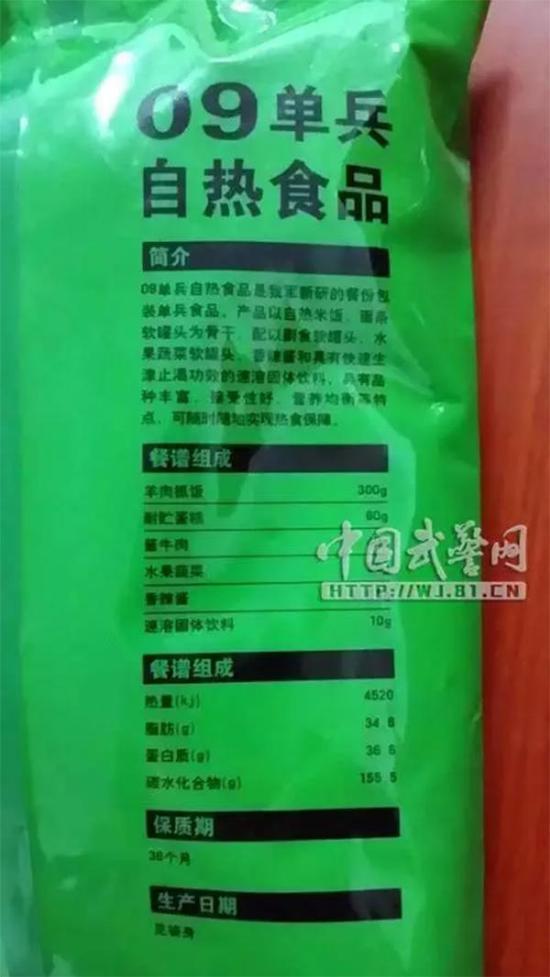 09单兵
自热食品
简介
09单兵自热食品是我军新研的餐份包
装单兵食品。产品以自热米饭、面条
软罐头为骨干，配以副食软罐头、水
果蔬菜软罐头、香辣酱和具有快速生
津止渴功效的速溶固体饮料，具有品
种丰富、接受性好、营养均衡等特
点，可随时随地实现热食保障。
餐谱组成
羊肉抓饭 300g
耐贮蛋糕 60g
酱牛肉
水果蔬菜
香辣酱
速溶固体饮料 10g
中国武警网
HTTP://WJ.81.CN
餐谱组成
热量(kj) 4520
脂肪(g) 34 6
蛋白质(g) 36 6
碳水化合物(g) 155 5
保质期
36个月
生产日期
见袋身